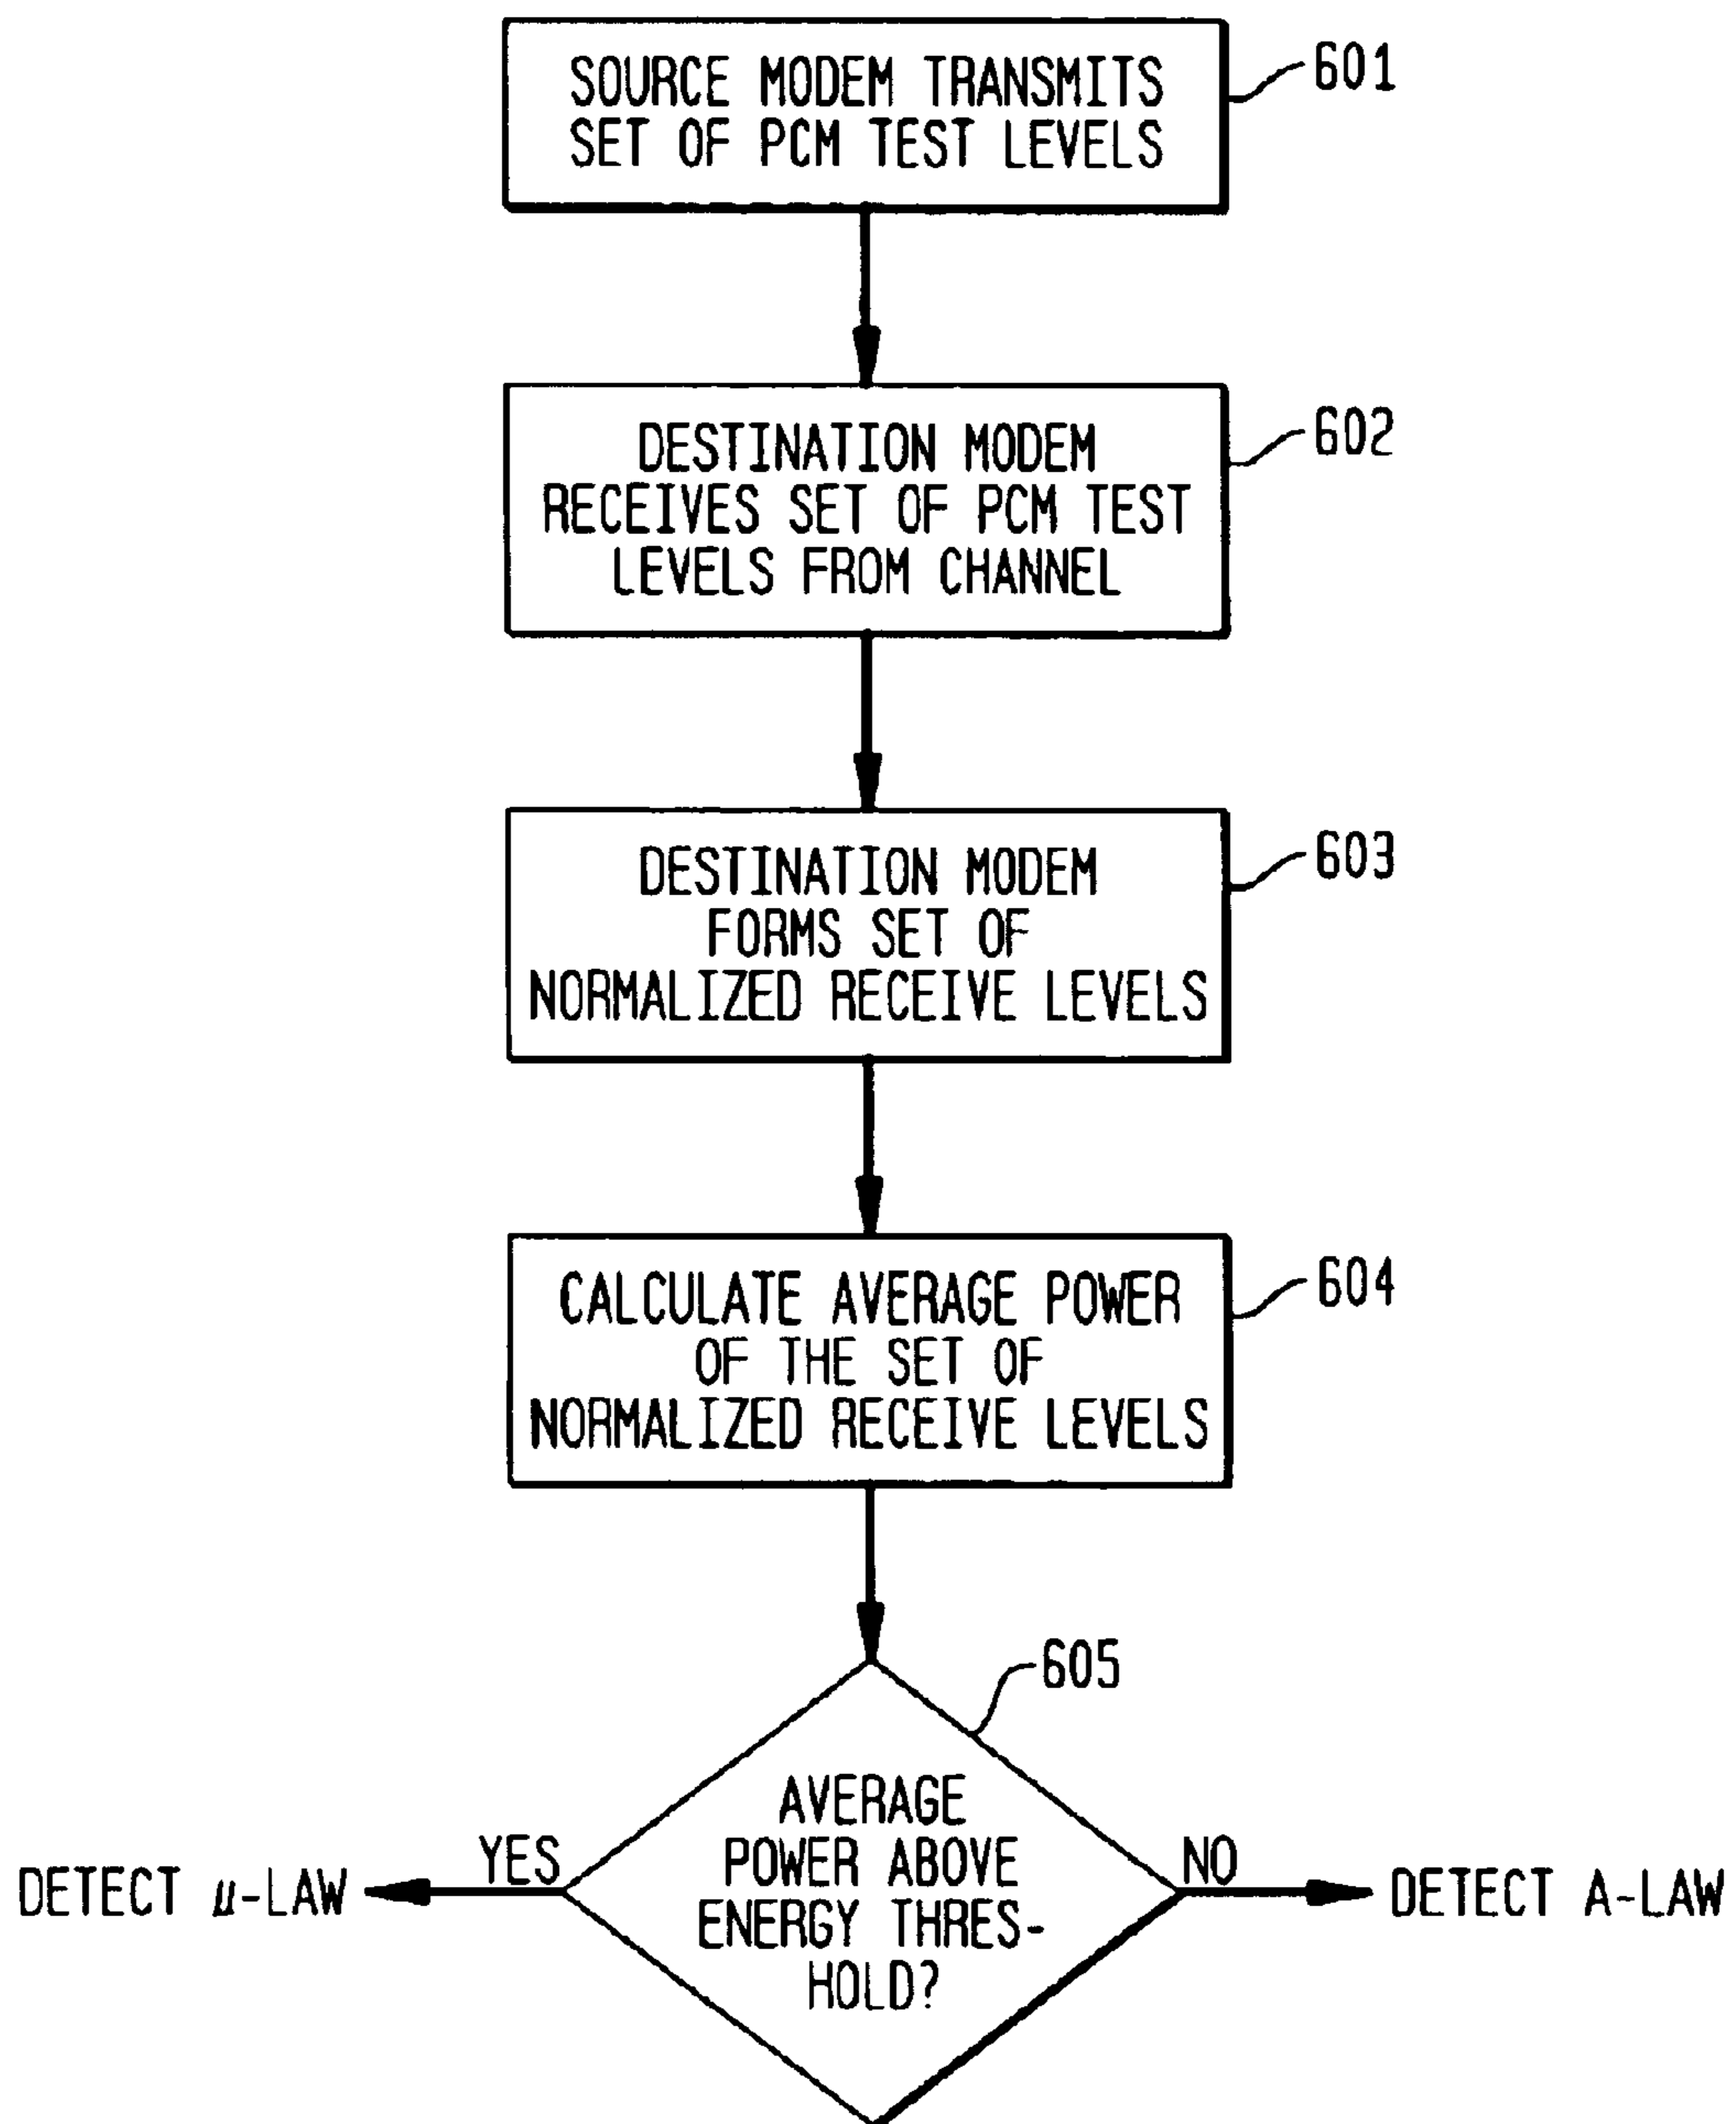 SOURCE MODEM TRANSMITS
SET OF PCM TEST LEVELS
601
DESTINATION MODEM
RECEIVES SET OF PCM TEST
LEVELS FROM CHANNEL
602
DESTINATION MODEM
FORMS SET OF
NORMALIZED RECEIVE LEVELS
603
CALCULATE AVERAGE POWER
OF THE SET OF
NORMALIZED RECEIVE LEVELS
604
605
AVERAGE
POWER ABOVE
ENERGY THRES-
HOLD?
YES
NO
DETECT μ-LAW
DETECT A-LAW